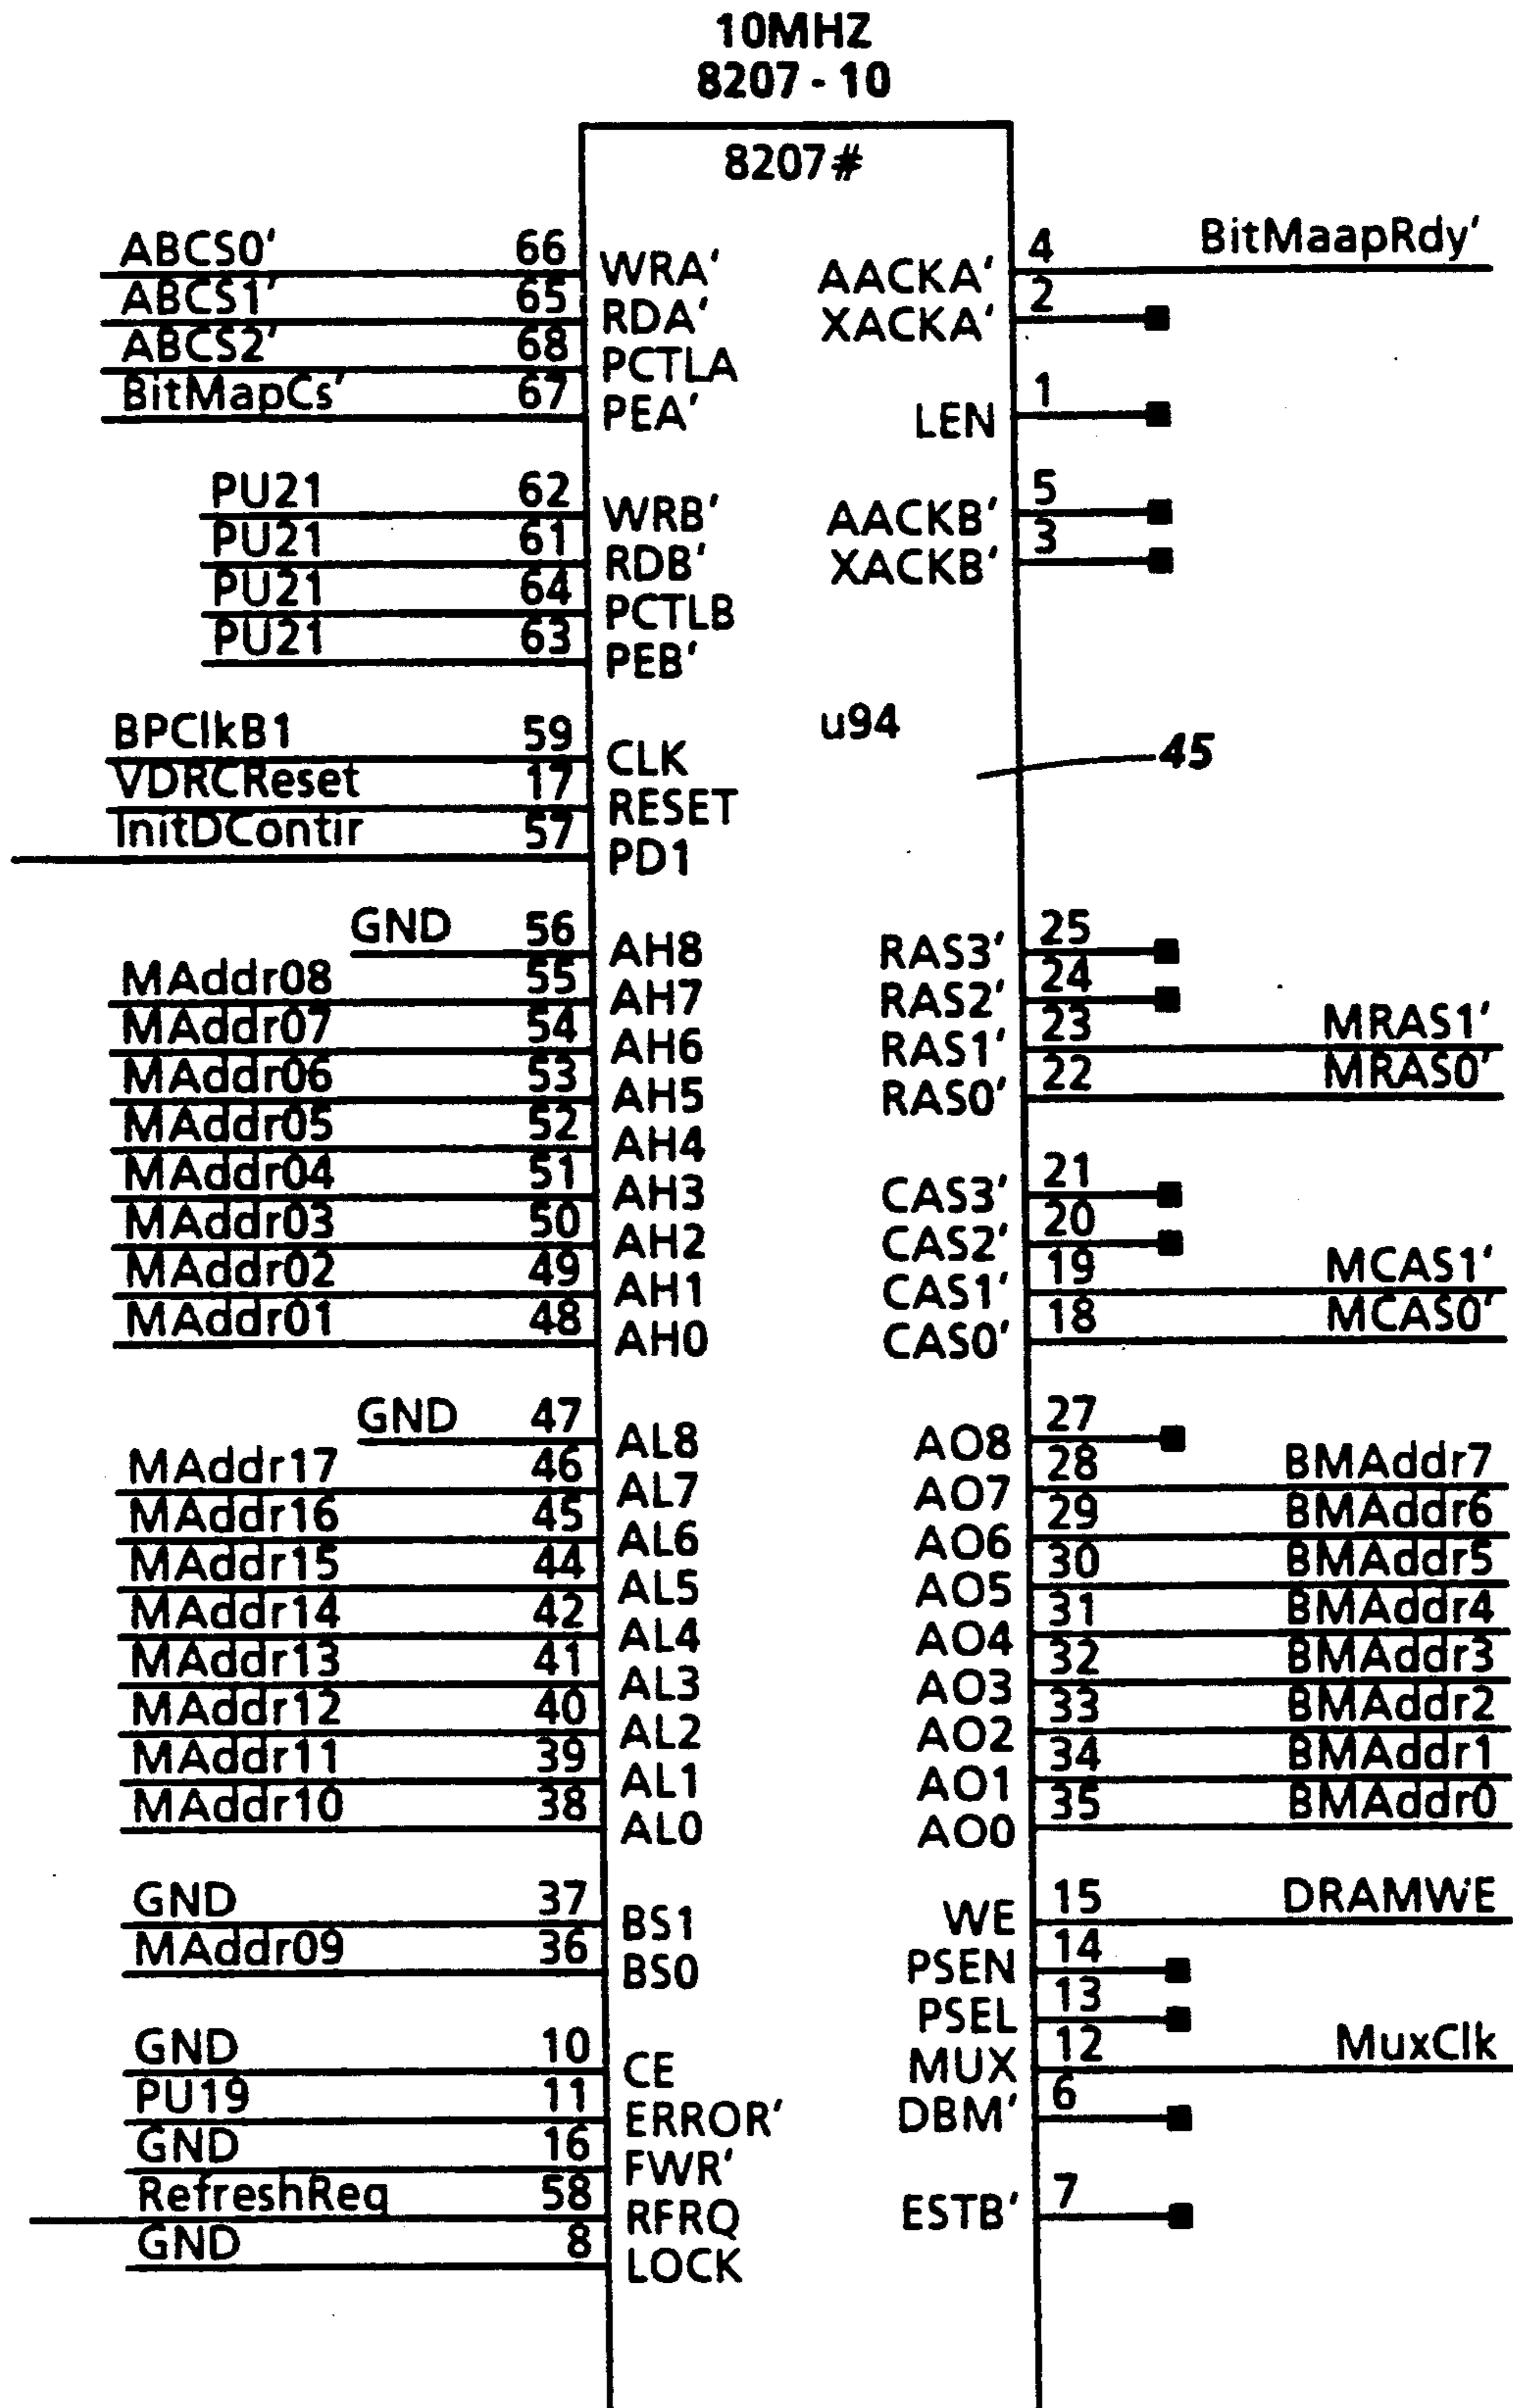 10MHZ
8207 - 10
8207#
ABCS0' 66 WRA' AACKA' 4 BitMaapRdy'
ABCS1' 65 RDA' XACKA' 2
ABCS2' 68 PCTLA
BitMapCs' 67 PEA' LEN 1
PU21 62 WRB' AACKB' 5
PU21 61 RDB' XACKB' 3
PU21 64 PCTLB
PU21 63 PEB'
u94
BPClkB1 59 CLK 45
VDRCReset 17 RESET
InitDContir 57 PD1
GND 56 AH8 RAS3' 25
MAddr08 55 AH7 RAS2' 24
MAddr07 54 AH6 RAS1' 23 MRAS1'
MAddr06 53 AH5 RAS0' 22 MRAS0'
MAddr05 52 AH4
MAddr04 51 AH3 CAS3' 21
MAddr03 50 AH2 CAS2' 20
MAddr02 49 AH1 CAS1' 19 MCAS1'
MAddr01 48 AH0 CAS0' 18 MCAS0'
GND 47 AL8 AO8 27
MAddr17 46 AL7 AO7 28 BMAddr7
MAddr16 45 AL6 AO6 29 BMAddr6
MAddr15 44 AL5 AO5 30 BMAddr5
MAddr14 42 AL4 AO4 31 BMAddr4
MAddr13 41 AL3 AO3 32 BMAddr3
MAddr12 40 AL2 AO2 33 BMAddr2
MAddr11 39 AL1 AO1 34 BMAddr1
MAddr10 38 AL0 AO0 35 BMAddr0
GND 37 BS1 WE 15 DRAMWE
MAddr09 36 BS0 PSEN 14
PSEL 13
GND 10 CE MUX 12 MuxClk
PU19 11 ERROR' DBM' 6
GND 16 FWR'
RefreshReq 58 RFRQ ESTB' 7
GND 8 LOCK